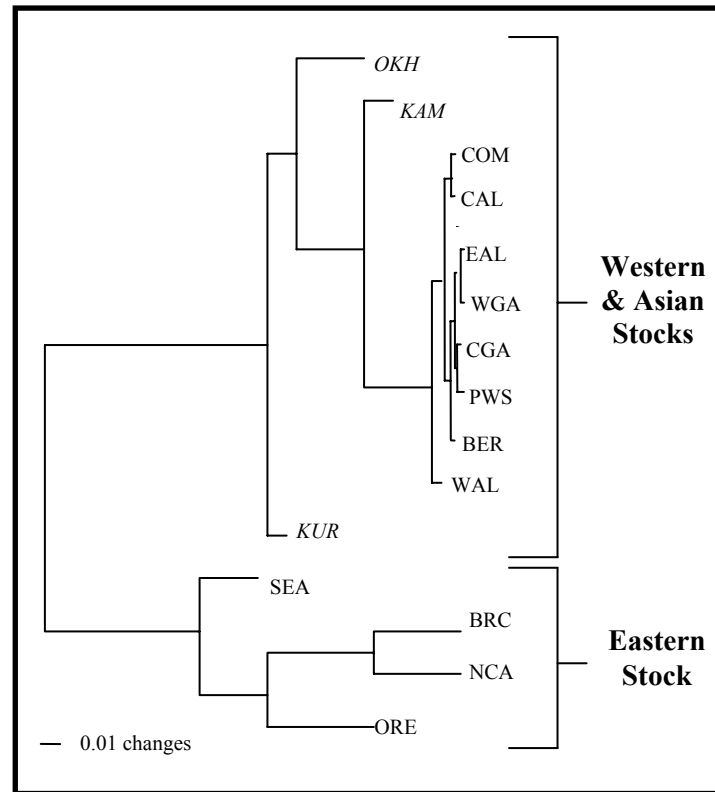 OKH
KAM
COM
CAL
EAL
WGA
CGA
PWS
BER
WAL
KUR
Western
& Asian
Stocks
SEA
BRC
NCA
ORE
Eastern
Stock
0.01 changes